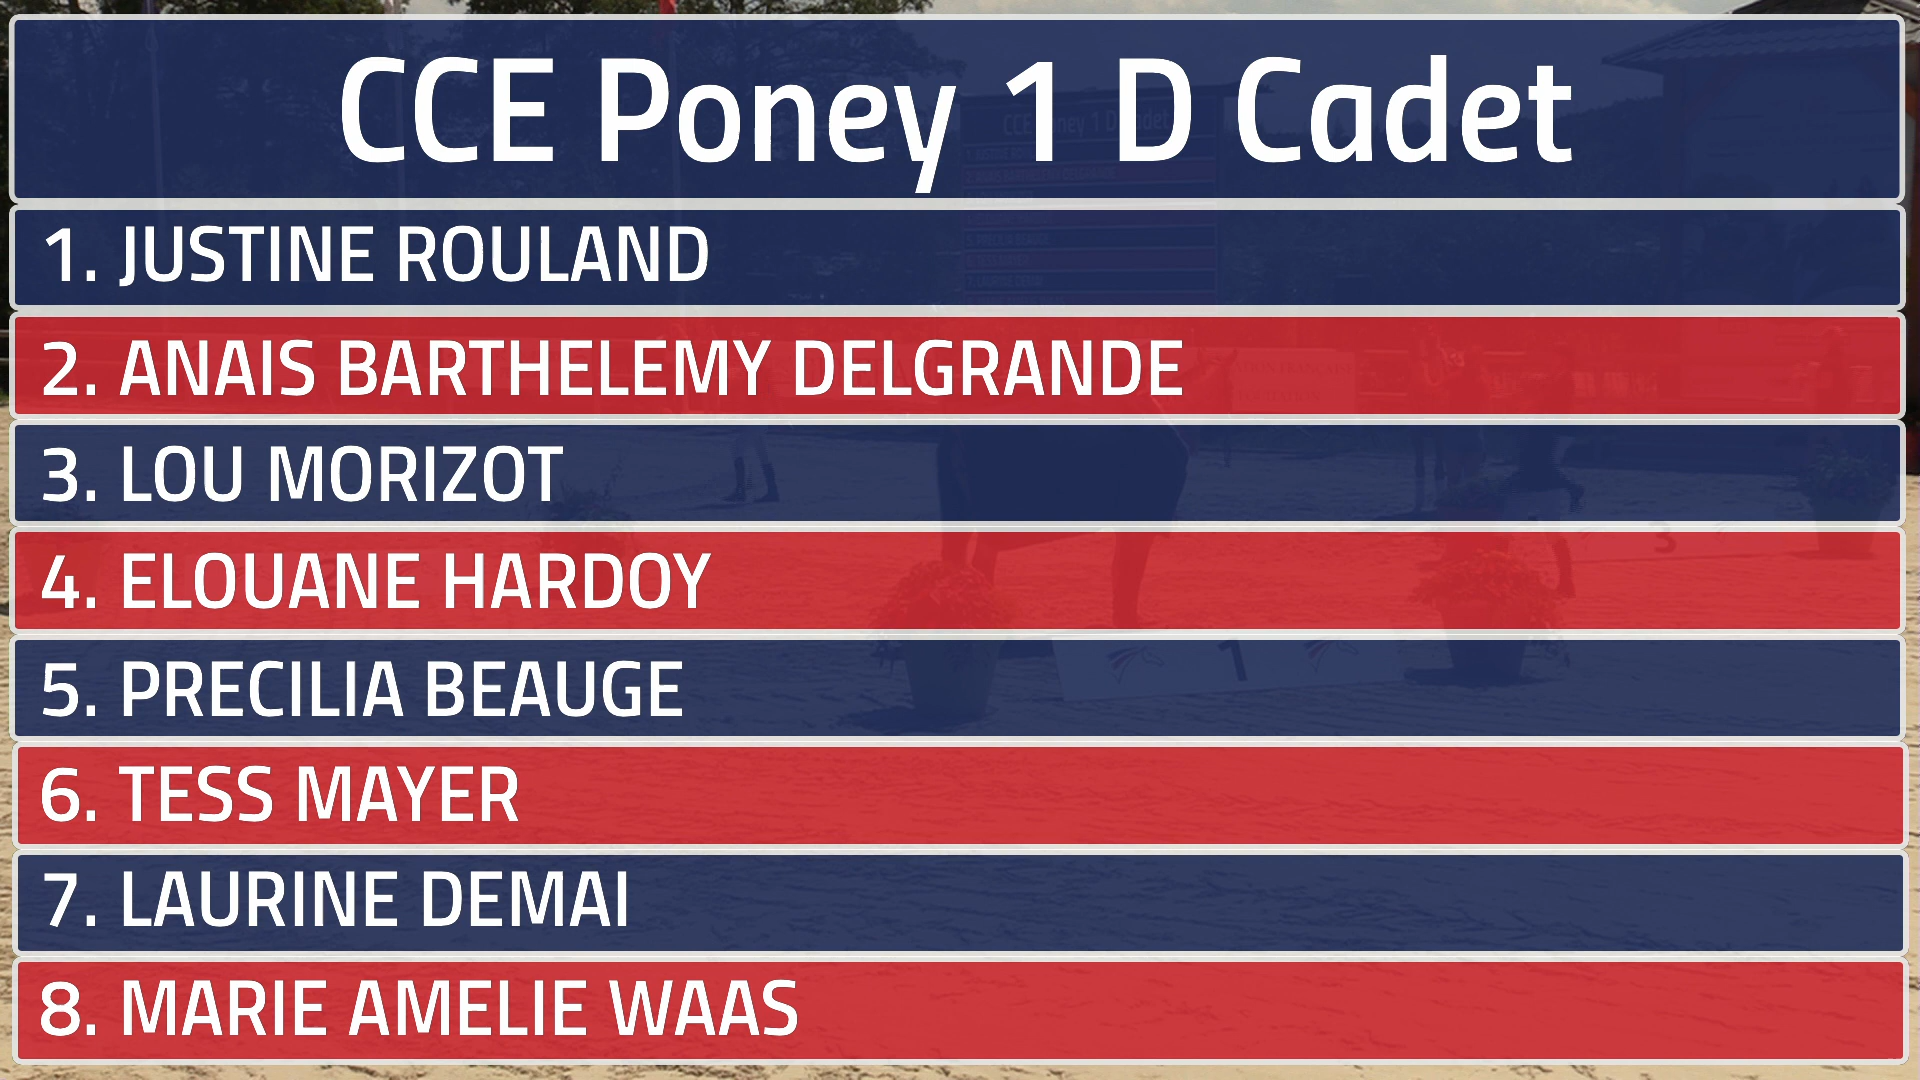 CCE Poney 1 D Cadet
1. JUSTINE ROULAND
2. ANAIS BARTHELEMY DELGRANDE
3. LOU MORIZOT
4. ELOUANE HARDOY
5. PRECILIA BEAUGE
6. TESS MAYER
7. LAURINE DEMAI
8. MARIE AMELIE WAAS